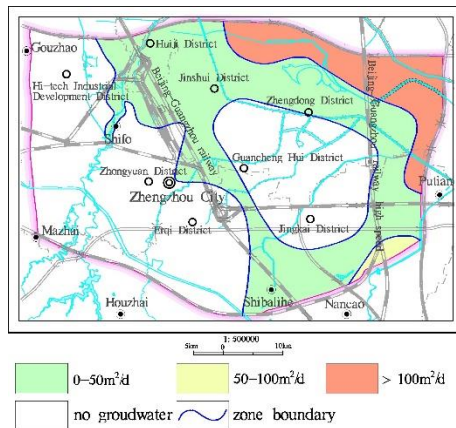 Gouzhao
Huiji District
Hi-tech Industrial
Development District
Jinshui District
Beijing-Guangzhou railway
Beijing-Guangzhou railway high speed
Zhengdong District
Shifo
Guancheng Hui District
Zhongyuan District
Zhengzhou City
Putian
Erqi District
Jingkai District
Mazhai
Houzhai
Shibalihe
Nancao
1: 500000
5km 0 10km
0-50m²/d
50-100m²/d
> 100m²/d
no groudwater
zone boundary